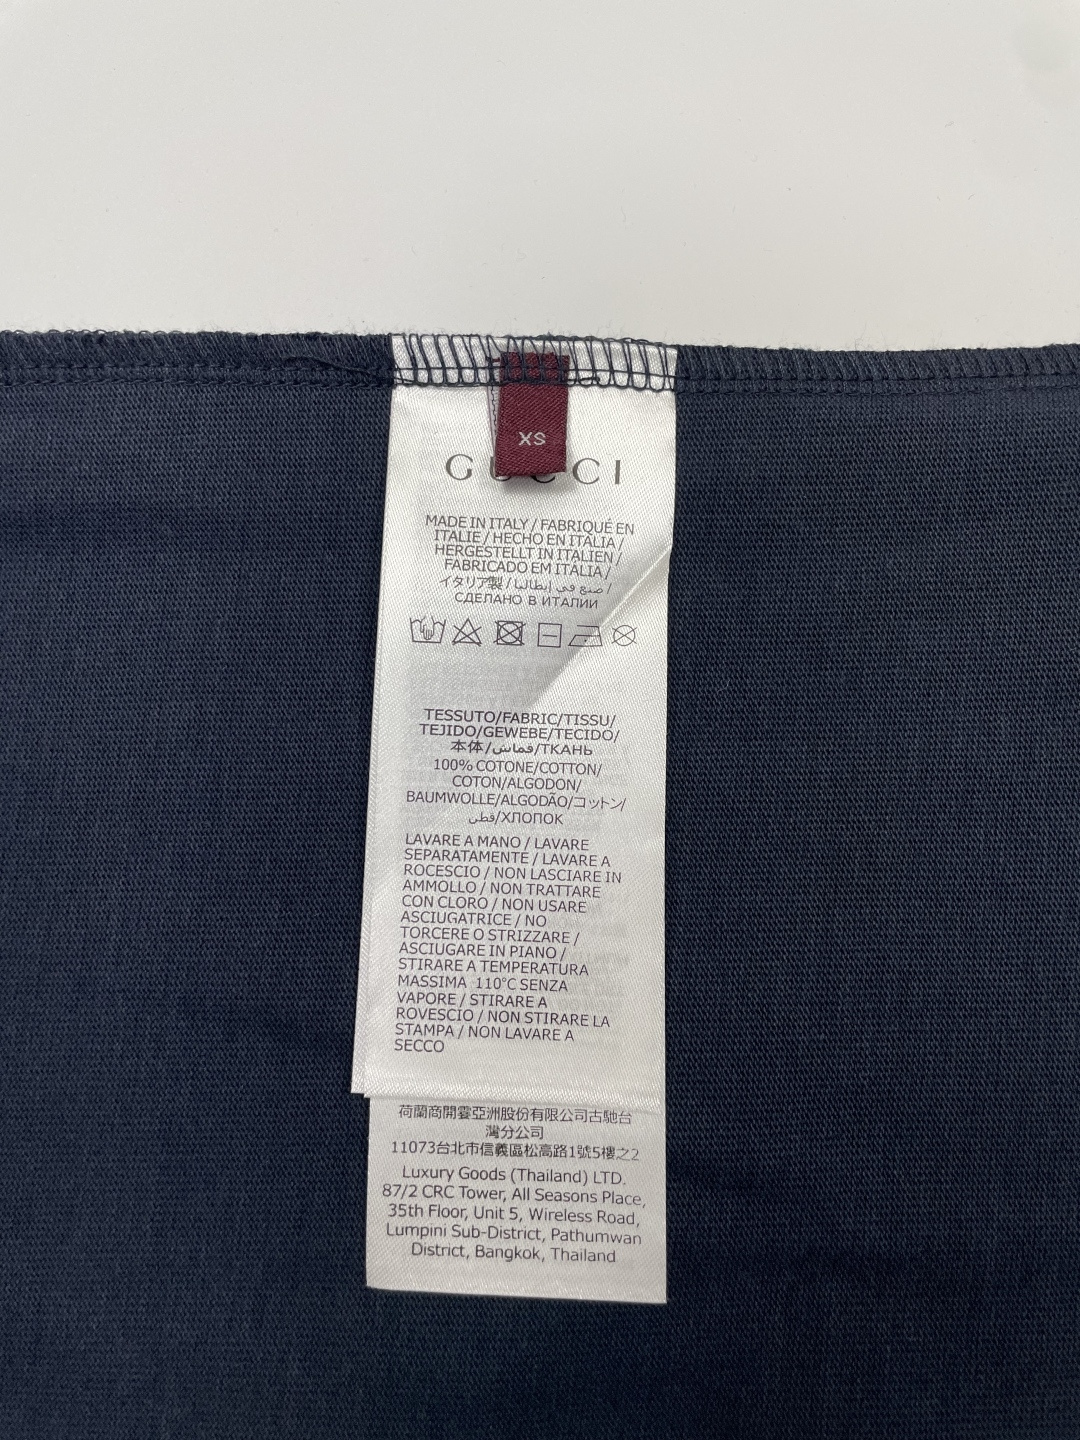 XS
GUCCI
MADE IN ITALY / FABRIQUÉ EN
ITALIE / HECHO EN ITALIA /
HERGESTELLT IN ITALIEN /
FABRICADO EM ITÁLIA /
イタリア製 / صنع في إيطاليا /
СДЕЛАНО В ИТАЛИИ
TESSUTO/FABRIC/TISSU/
TEJIDO/GEWEBE/TECIDO/
本体/قماش/ТКАНЬ
100% COTONE/COTTON/
COTON/ALGODON/
BAUMWOLLE/ALGODÃO/コットン/
قطن/ХЛОПОК
LAVARE A MANO / LAVARE
SEPARATAMENTE / LAVARE A
ROCESCIO / NON LASCIARE IN
AMMOLLO / NON TRATTARE
CON CLORO / NON USARE
ASCIUGATRICE / NO
TORCERE O STRIZZARE /
ASCIUGARE IN PIANO /
STIRARE A TEMPERATURA
MASSIMA 110°C SENZA
VAPORE / STIRARE A
ROVESCIO / NON STIRARE LA
STAMPA / NON LAVARE A
SECCO
荷蘭商開雲亞洲股份有限公司古馳台
灣分公司
11073台北市信義區松高路1號5樓之2
Luxury Goods (Thailand) LTD.
87/2 CRC Tower, All Seasons Place,
35th Floor, Unit 5, Wireless Road,
Lumpini Sub-District, Pathumwan
District, Bangkok, Thailand